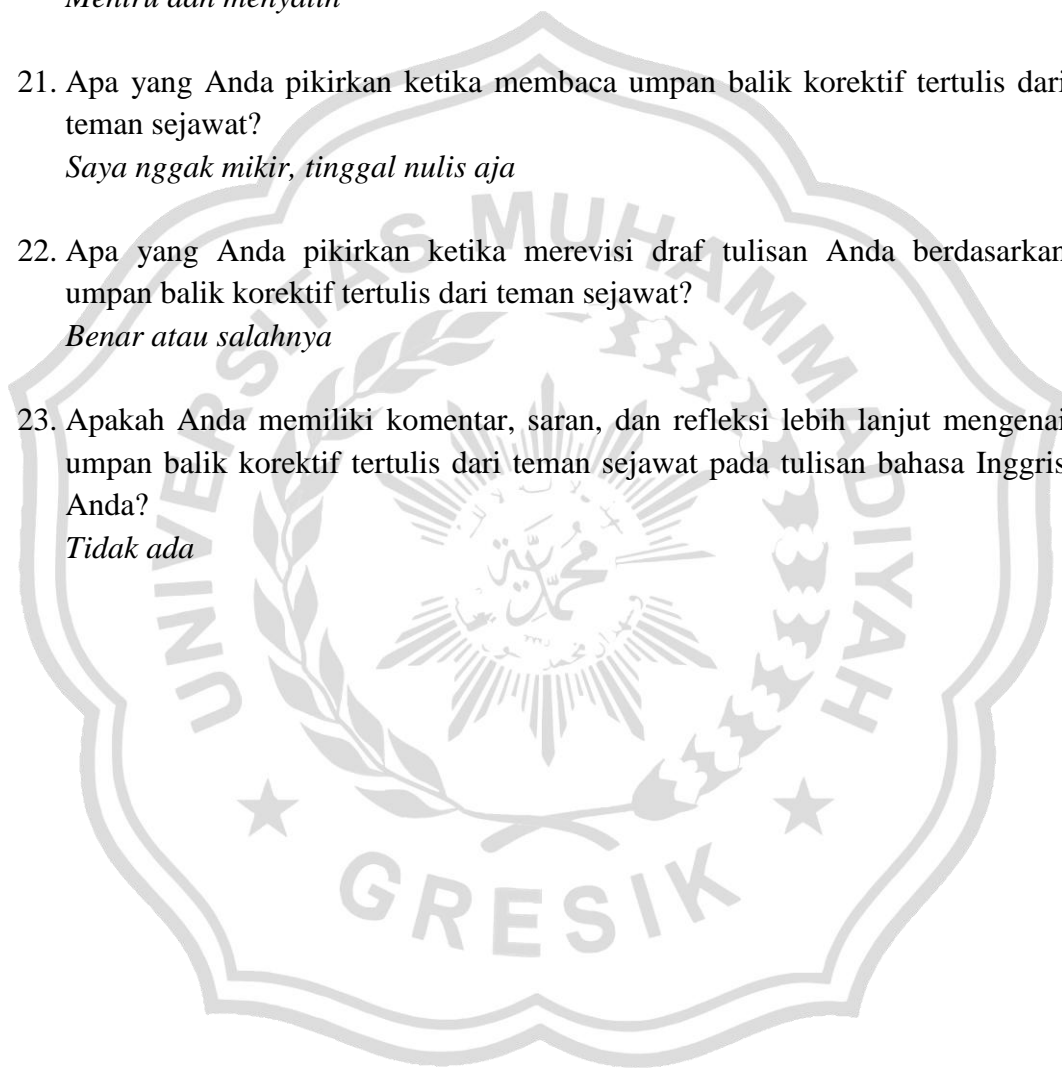 Meniru dan menyalin
21. Apa yang Anda pikirkan ketika membaca umpan balik korektif tertulis dari
teman sejawat?
Saya nggak mikir, tinggal nulis aja
22. Apa yang Anda pikirkan ketika merevisi draf tulisan Anda berdasarkan
umpan balik korektif tertulis dari teman sejawat?
Benar atau salahnya
23. Apakah Anda memiliki komentar, saran, dan refleksi lebih lanjut mengenai
umpan balik korektif tertulis dari teman sejawat pada tulisan bahasa Inggris
Anda?
Tidak ada
UNIVERSITAS MUHAMMADIYAH
GRESIK